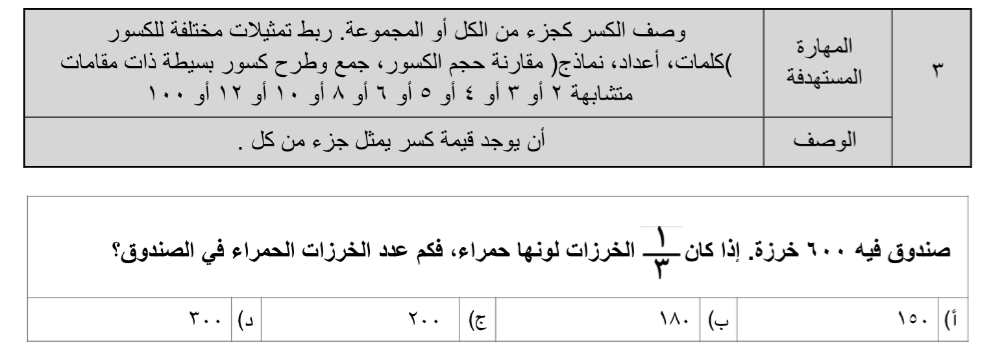 ٣
المهارة
المستهدفة
وصف الكسر كجزء من الكل أو المجموعة. ربط تمثيلات مختلفة للكسور
)كلمات، أعداد، نماذج( مقارنة حجم الكسور، جمع وطرح كسور بسيطة ذات مقامات
متشابهة ٢ أو ٣ أو ٤ أو ٥ أو ٦ أو ٨ أو ١٠ أو ١٢ أو ١٠٠
الوصف
أن يوجد قيمة كسر يمثل جزء من كل .
صندوق فيه ٦٠٠ خرزة. إذا كان ١/٣ الخرزات لونها حمراء، فكم عدد الخرزات الحمراء في الصندوق؟
أ) ١٥٠ ب) ١٨٠ ج) ٢٠٠ د) ٣٠٠